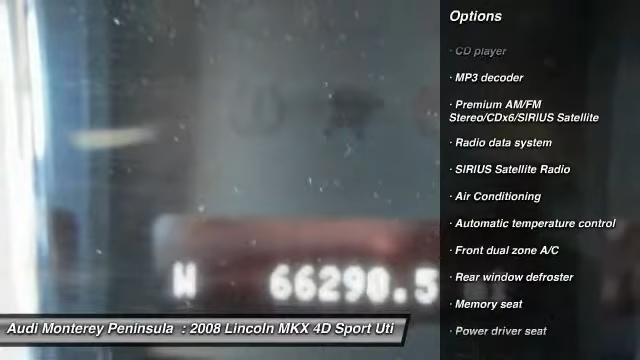 Options
· CD player
· MP3 decoder
· Premium AM/FM
Stereo/CDx6/SIRIUS Satellite
· Radio data system
· SIRIUS Satellite Radio
· Air Conditioning
· Automatic temperature control
· Front dual zone A/C
· Rear window defroster
· Memory seat
· Power driver seat
W 66290.5
Audi Monterey Peninsula : 2008 Lincoln MKX 4D Sport Uti